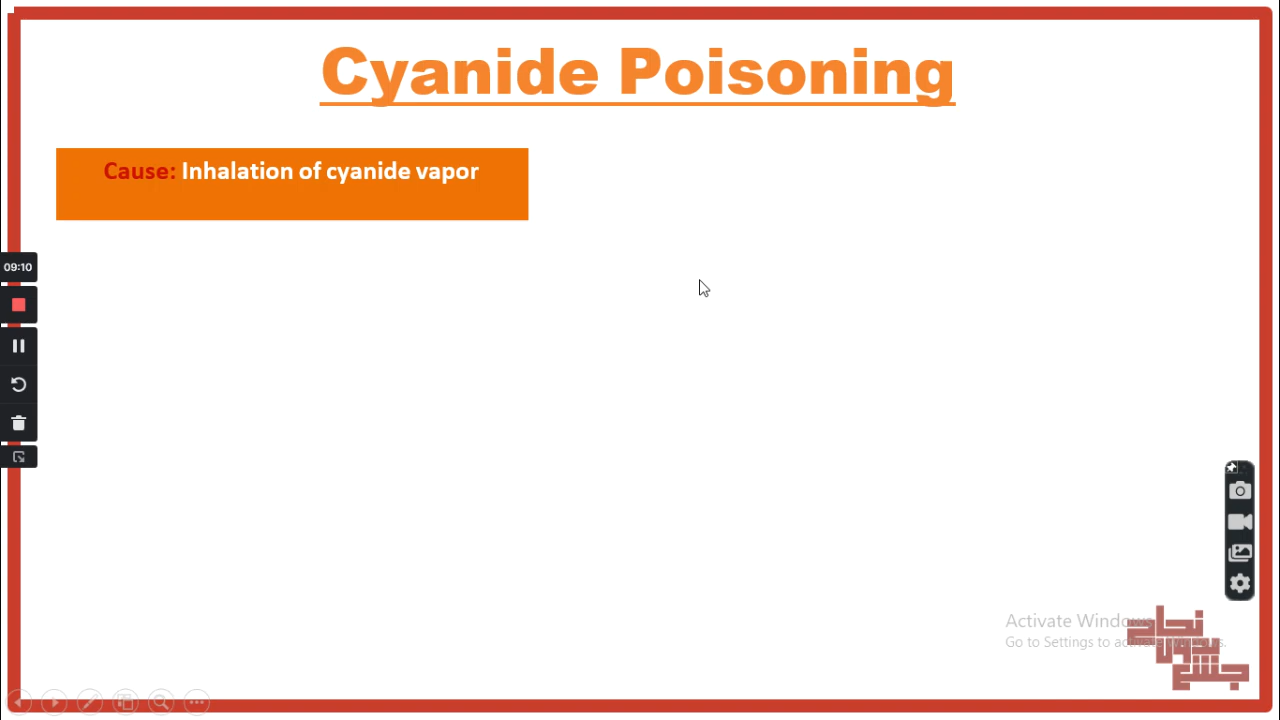 Cyanide Poisoning
Cause: Inhalation of cyanide vapor
09:10
Activate Windows
Go to Settings to activate Windows.